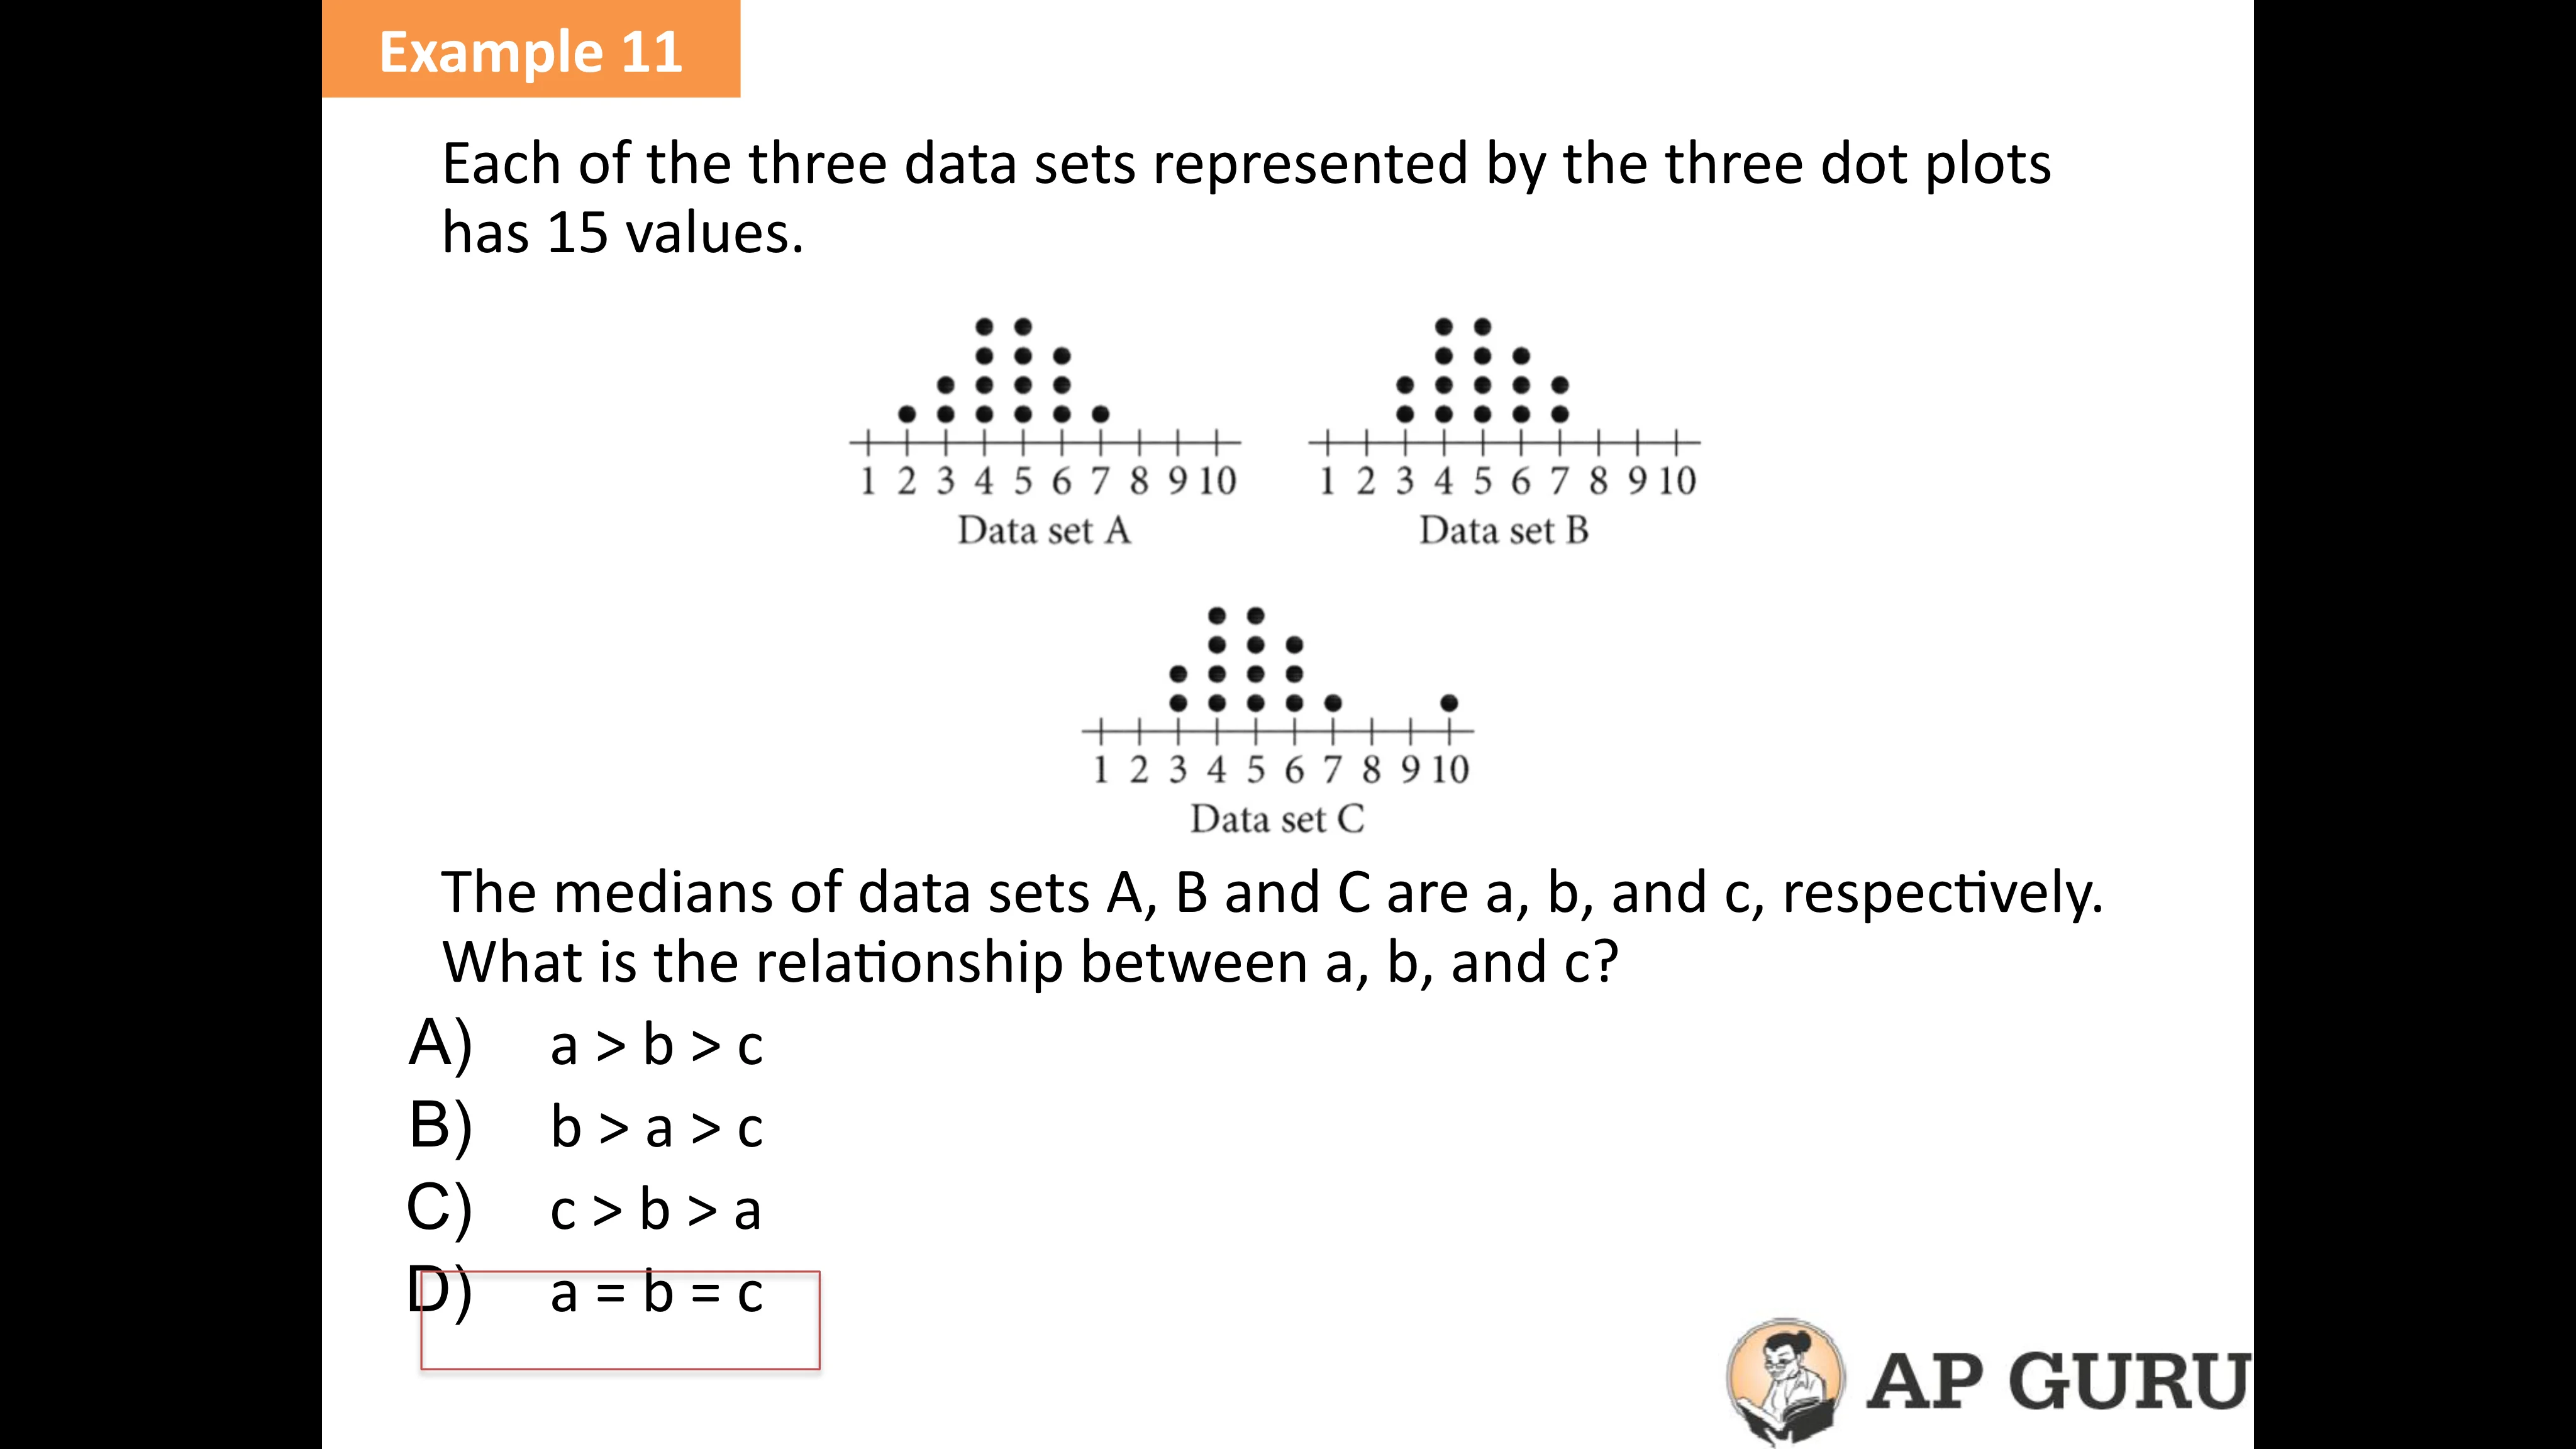 Example 11
Each of the three data sets represented by the three dot plots
has 15 values.
1 2 3 4 5 6 7 8 9 10
Data set A
1 2 3 4 5 6 7 8 9 10
Data set B
1 2 3 4 5 6 7 8 9 10
Data set C
The medians of data sets A, B and C are a, b, and c, respectively.
What is the relationship between a, b, and c?
A) a > b > c
B) b > a > c
C) c > b > a
D) a = b = c
AP GURU